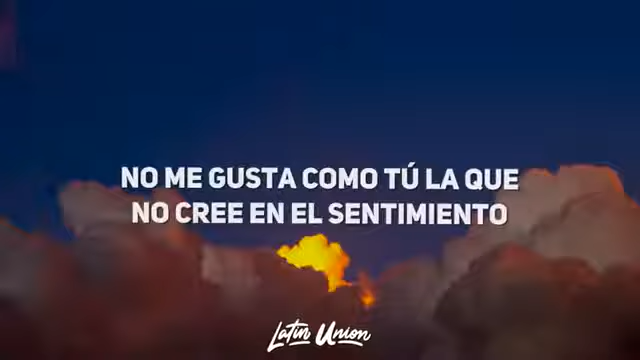 NO ME GUSTA COMO TÚ LA QUE
NO CREE EN EL SENTIMIENTO
Latin Union